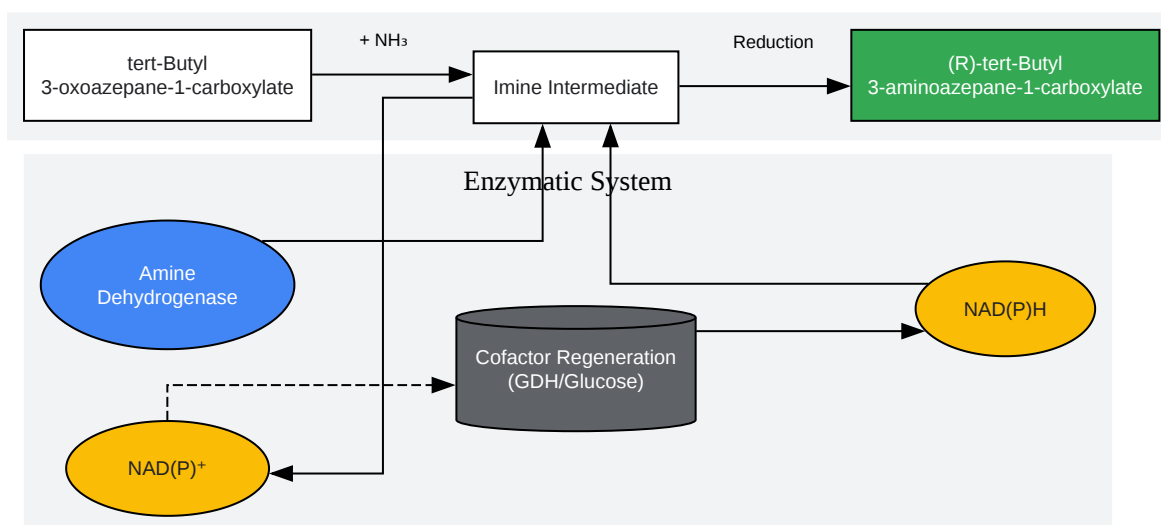 tert-Butyl
3-oxoazepane-1-carboxylate
+ NH₃
Imine Intermediate
Reduction
(R)-tert-Butyl
3-aminoazepane-1-carboxylate
Enzymatic System
Amine
Dehydrogenase
NAD(P)H
Cofactor Regeneration
(GDH/Glucose)
NAD(P)⁺